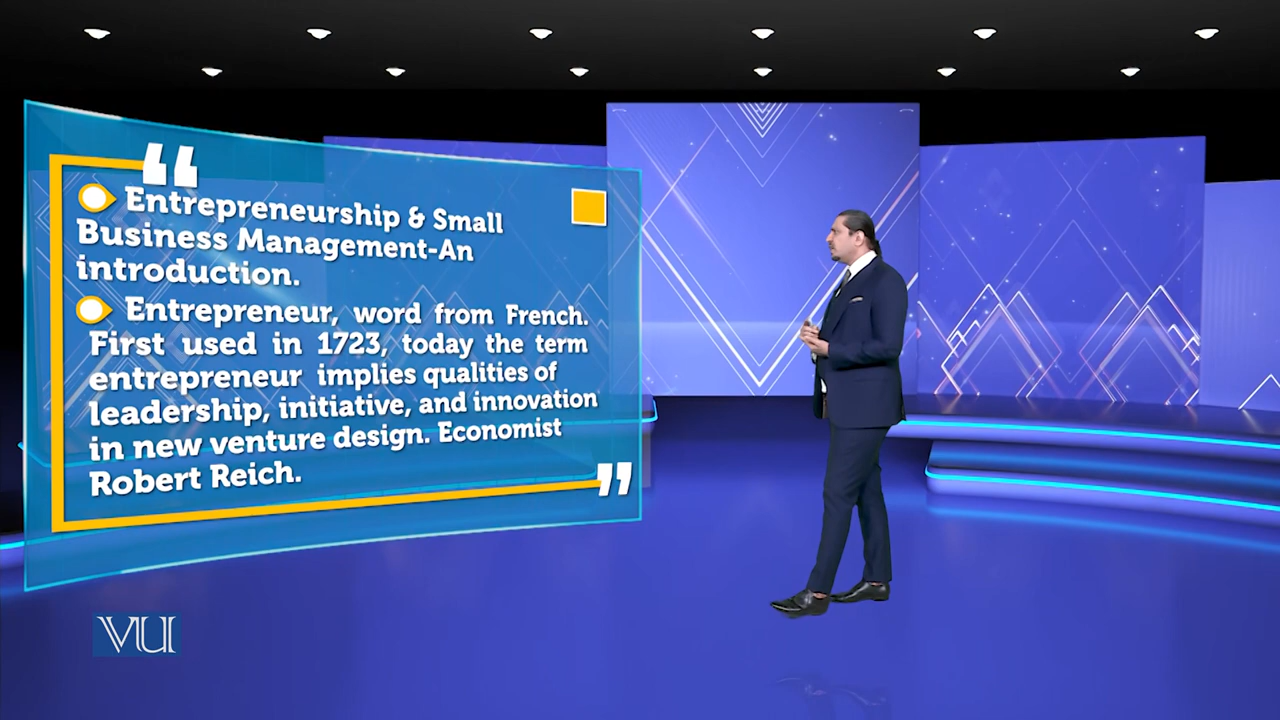 Entrepreneurship & Small
Business Management-An
introduction.
Entrepreneur, word from French.
First used in 1723, today the term
entrepreneur implies qualities of
leadership, initiative, and innovation
in new venture design. Economist
Robert Reich.
VU